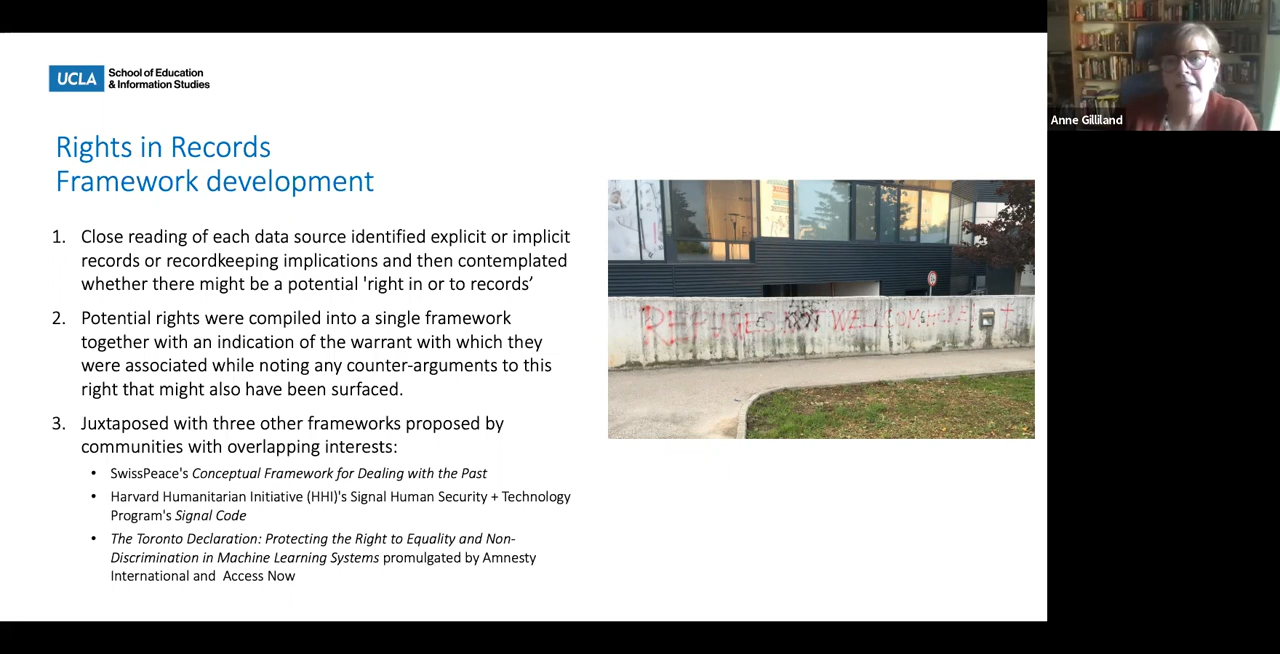 UCLA School of Education
& Information Studies
Rights in Records
Framework development
1. Close reading of each data source identified explicit or implicit
records or recordkeeping implications and then contemplated
whether there might be a potential 'right in or to records’
2. Potential rights were compiled into a single framework
together with an indication of the warrant with which they
were associated while noting any counter-arguments to this
right that might also have been surfaced.
3. Juxtaposed with three other frameworks proposed by
communities with overlapping interests:
• SwissPeace's Conceptual Framework for Dealing with the Past
• Harvard Humanitarian Initiative (HHI)'s Signal Human Security + Technology
Program's Signal Code
• The Toronto Declaration: Protecting the Right to Equality and Non-
Discrimination in Machine Learning Systems promulgated by Amnesty
International and Access Now
NOT WELCOME
Anne Gilliland